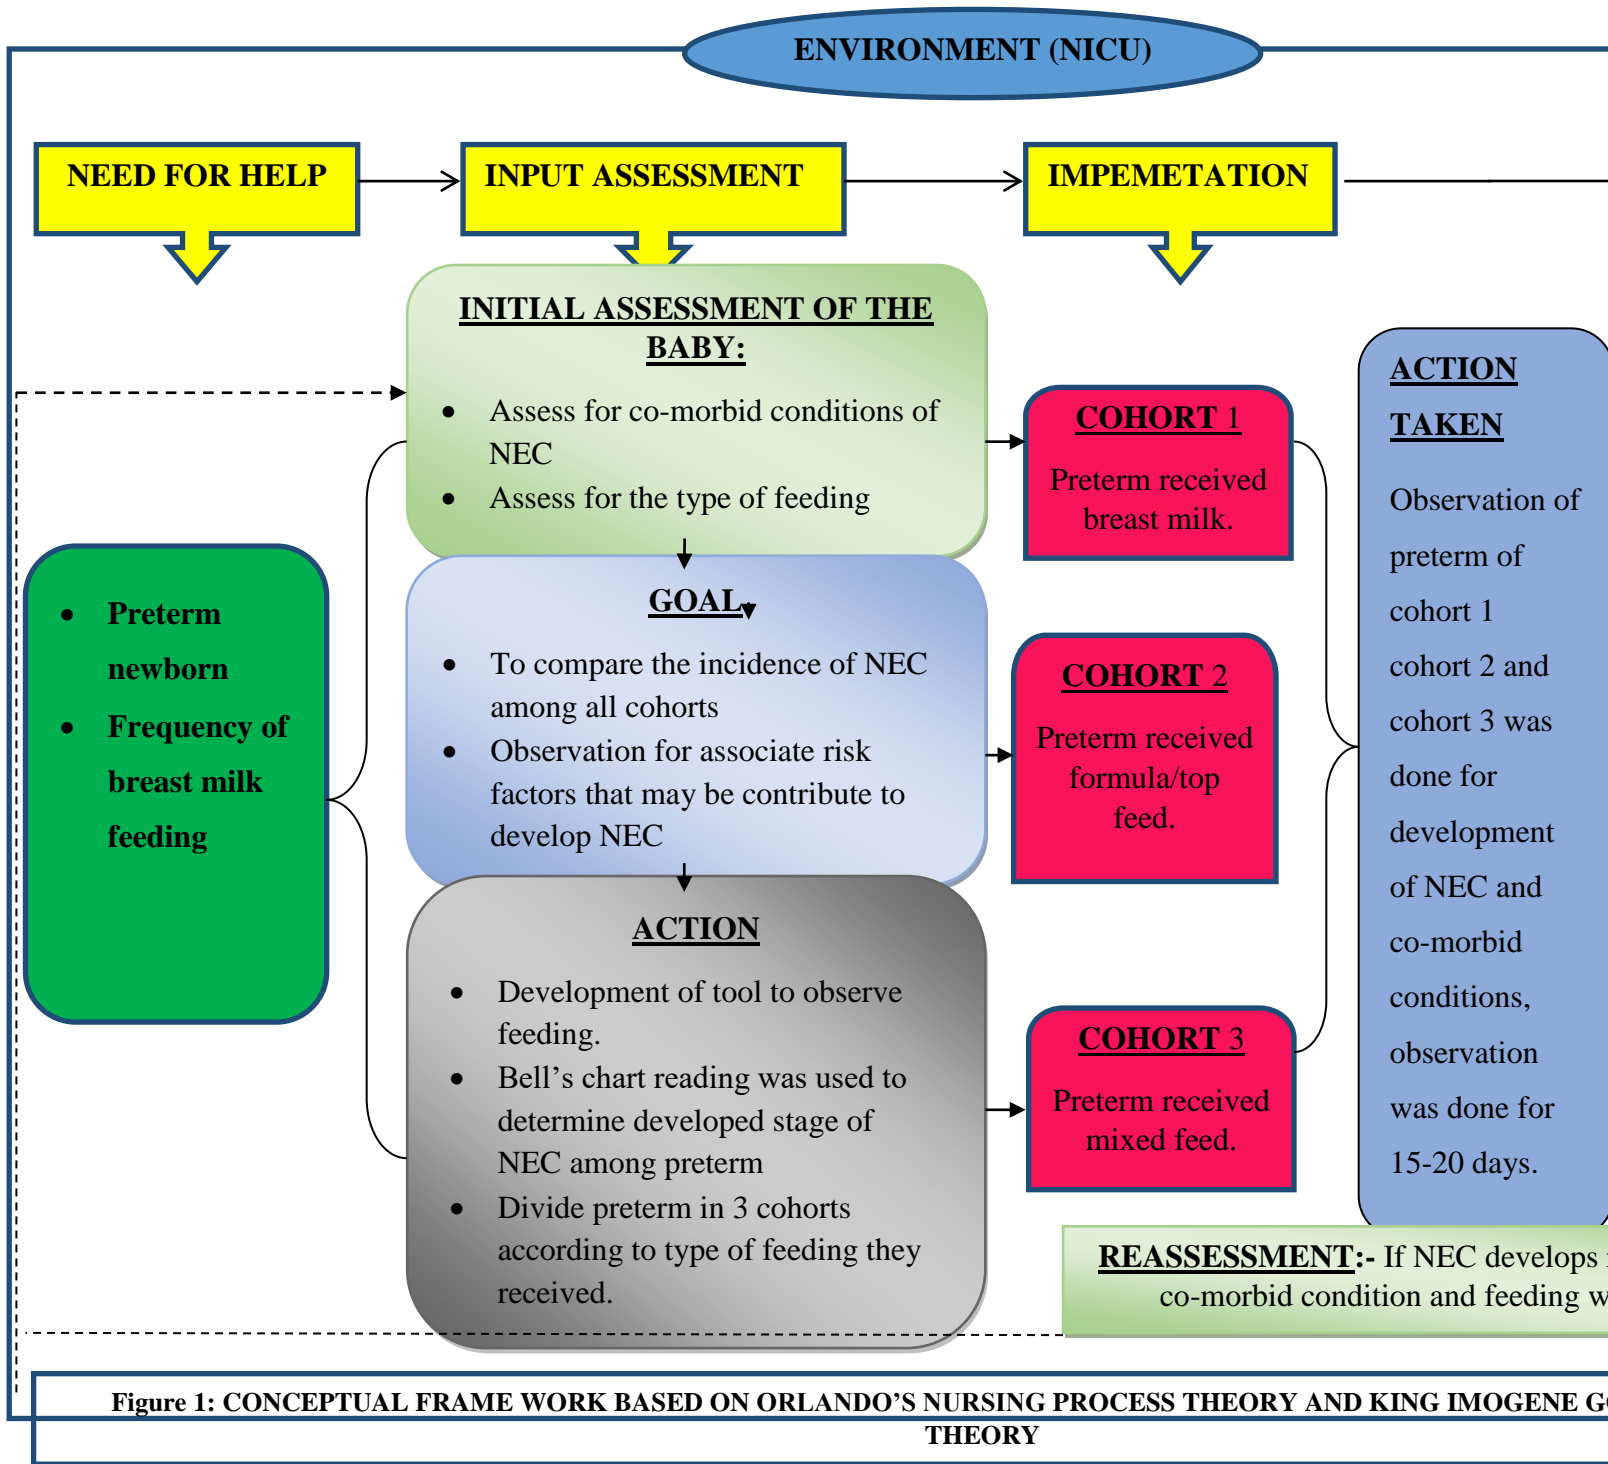 ENVIRONMENT (NICU)
NEED FOR HELP
INPUT ASSESSMENT
IMPEMETATION
• Preterm
newborn
• Frequency of
breast milk
feeding
INITIAL ASSESSMENT OF THE
BABY:
• Assess for co-morbid conditions of
NEC
• Assess for the type of feeding
GOAL
• To compare the incidence of NEC
among all cohorts
• Observation for associate risk
factors that may be contribute to
develop NEC
ACTION
• Development of tool to observe
feeding.
• Bell’s chart reading was used to
determine developed stage of
NEC among preterm
• Divide preterm in 3 cohorts
according to type of feeding they
received.
COHORT 1
Preterm received
breast milk.
COHORT 2
Preterm received
formula/top
feed.
COHORT 3
Preterm received
mixed feed.
ACTION
TAKEN
Observation of
preterm of
cohort 1
cohort 2 and
cohort 3 was
done for
development
of NEC and
co-morbid
conditions,
observation
was done for
15-20 days.
REASSESSMENT:- If NEC develops
co-morbid condition and feeding
Figure 1: CONCEPTUAL FRAME WORK BASED ON ORLANDO’S NURSING PROCESS THEORY AND KING IMOGENE
THEORY